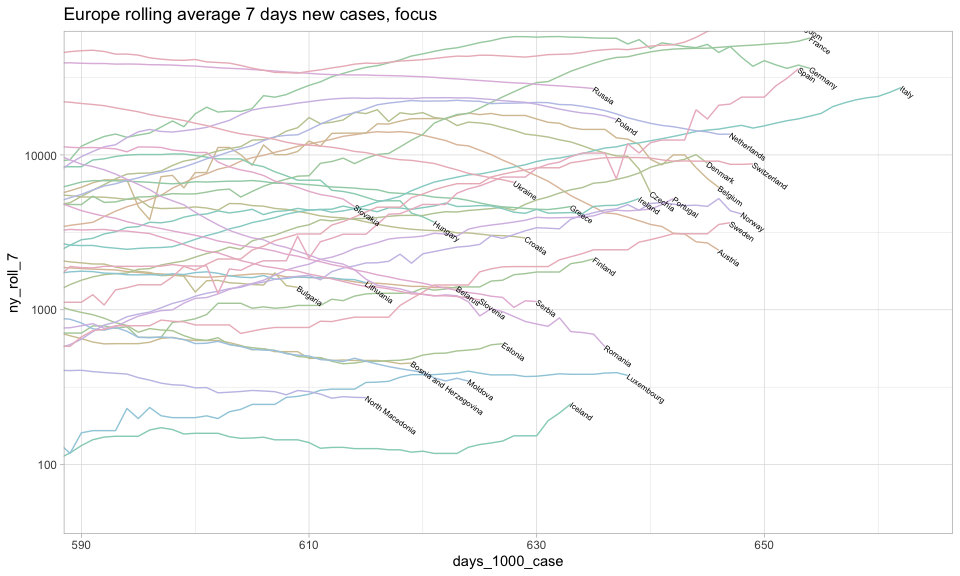 Europe rolling average 7 days new cases, focus
ny_roll_7
10000
1000
100
France
Germany
Spain
Italy
Russia
Poland
Netherlands
Switzerland
Denmark
Belgium
Ukraine
Slovakia
Hungary
Greece
Ireland
Czechia
Portugal
Norway
Sweden
Croatia
Austria
Finland
Bulgaria
Lithuania
Belarus
Slovenia
Serbia
Romania
Estonia
Bosnia and Herzegovina
Moldova
Luxembourg
North Macedonia
Iceland
590
610
630
650
days_1000_case